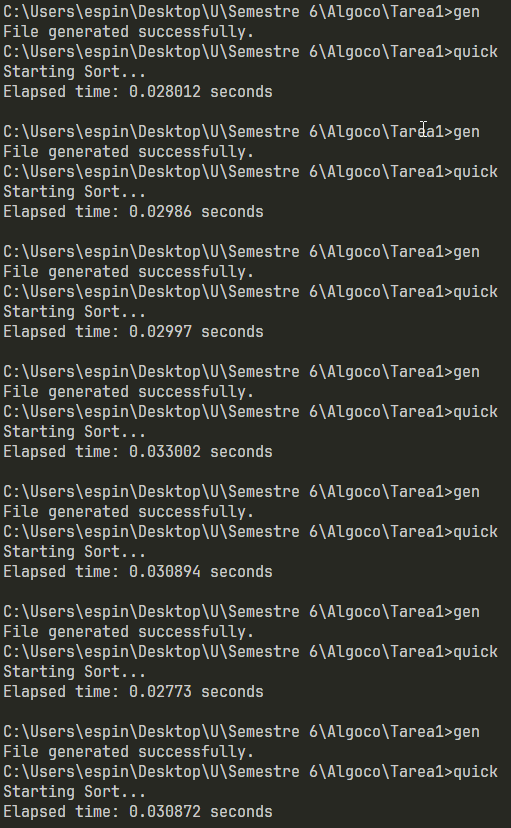 C:\Users\espin\Desktop\U\Semestre 6\Algoco\Tarea1>gen
File generated successfully.
C:\Users\espin\Desktop\U\Semestre 6\Algoco\Tarea1>quick
Starting Sort...
Elapsed time: 0.028012 seconds

C:\Users\espin\Desktop\U\Semestre 6\Algoco\Tarea1>gen
File generated successfully.
C:\Users\espin\Desktop\U\Semestre 6\Algoco\Tarea1>quick
Starting Sort...
Elapsed time: 0.02986 seconds

C:\Users\espin\Desktop\U\Semestre 6\Algoco\Tarea1>gen
File generated successfully.
C:\Users\espin\Desktop\U\Semestre 6\Algoco\Tarea1>quick
Starting Sort...
Elapsed time: 0.02997 seconds

C:\Users\espin\Desktop\U\Semestre 6\Algoco\Tarea1>gen
File generated successfully.
C:\Users\espin\Desktop\U\Semestre 6\Algoco\Tarea1>quick
Starting Sort...
Elapsed time: 0.033002 seconds

C:\Users\espin\Desktop\U\Semestre 6\Algoco\Tarea1>gen
File generated successfully.
C:\Users\espin\Desktop\U\Semestre 6\Algoco\Tarea1>quick
Starting Sort...
Elapsed time: 0.030894 seconds

C:\Users\espin\Desktop\U\Semestre 6\Algoco\Tarea1>gen
File generated successfully.
C:\Users\espin\Desktop\U\Semestre 6\Algoco\Tarea1>quick
Starting Sort...
Elapsed time: 0.02773 seconds

C:\Users\espin\Desktop\U\Semestre 6\Algoco\Tarea1>gen
File generated successfully.
C:\Users\espin\Desktop\U\Semestre 6\Algoco\Tarea1>quick
Starting Sort...
Elapsed time: 0.030872 seconds